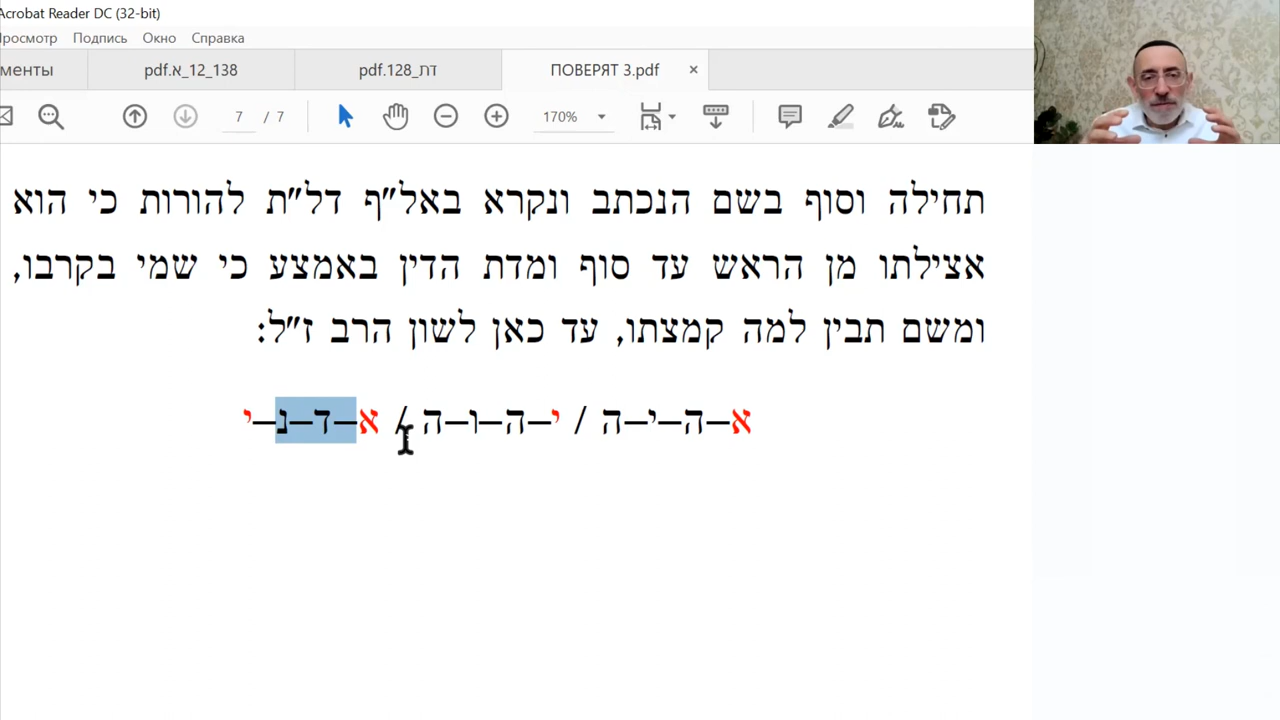 Acrobat Reader DC (32-bit)
Просмотр Подпись Окно Справка
менты
138_12_א.pdf
דת_128.pdf
ПОВЕРЯТ 3.pdf ×
7 / 7
170%
תחילה וסוף בשם הנכתב ונקרא באל"ף דל"ת להורות כי הוא
אצילתו מן הראש עד סוף ומדת הדין באמצע כי שמי בקרבו,
ומשם תבין למה קמצתו, עד כאן לשון הרב ז"ל:
א–ה–י–ה / י–ה–ו–ה / א–ד–נ–י